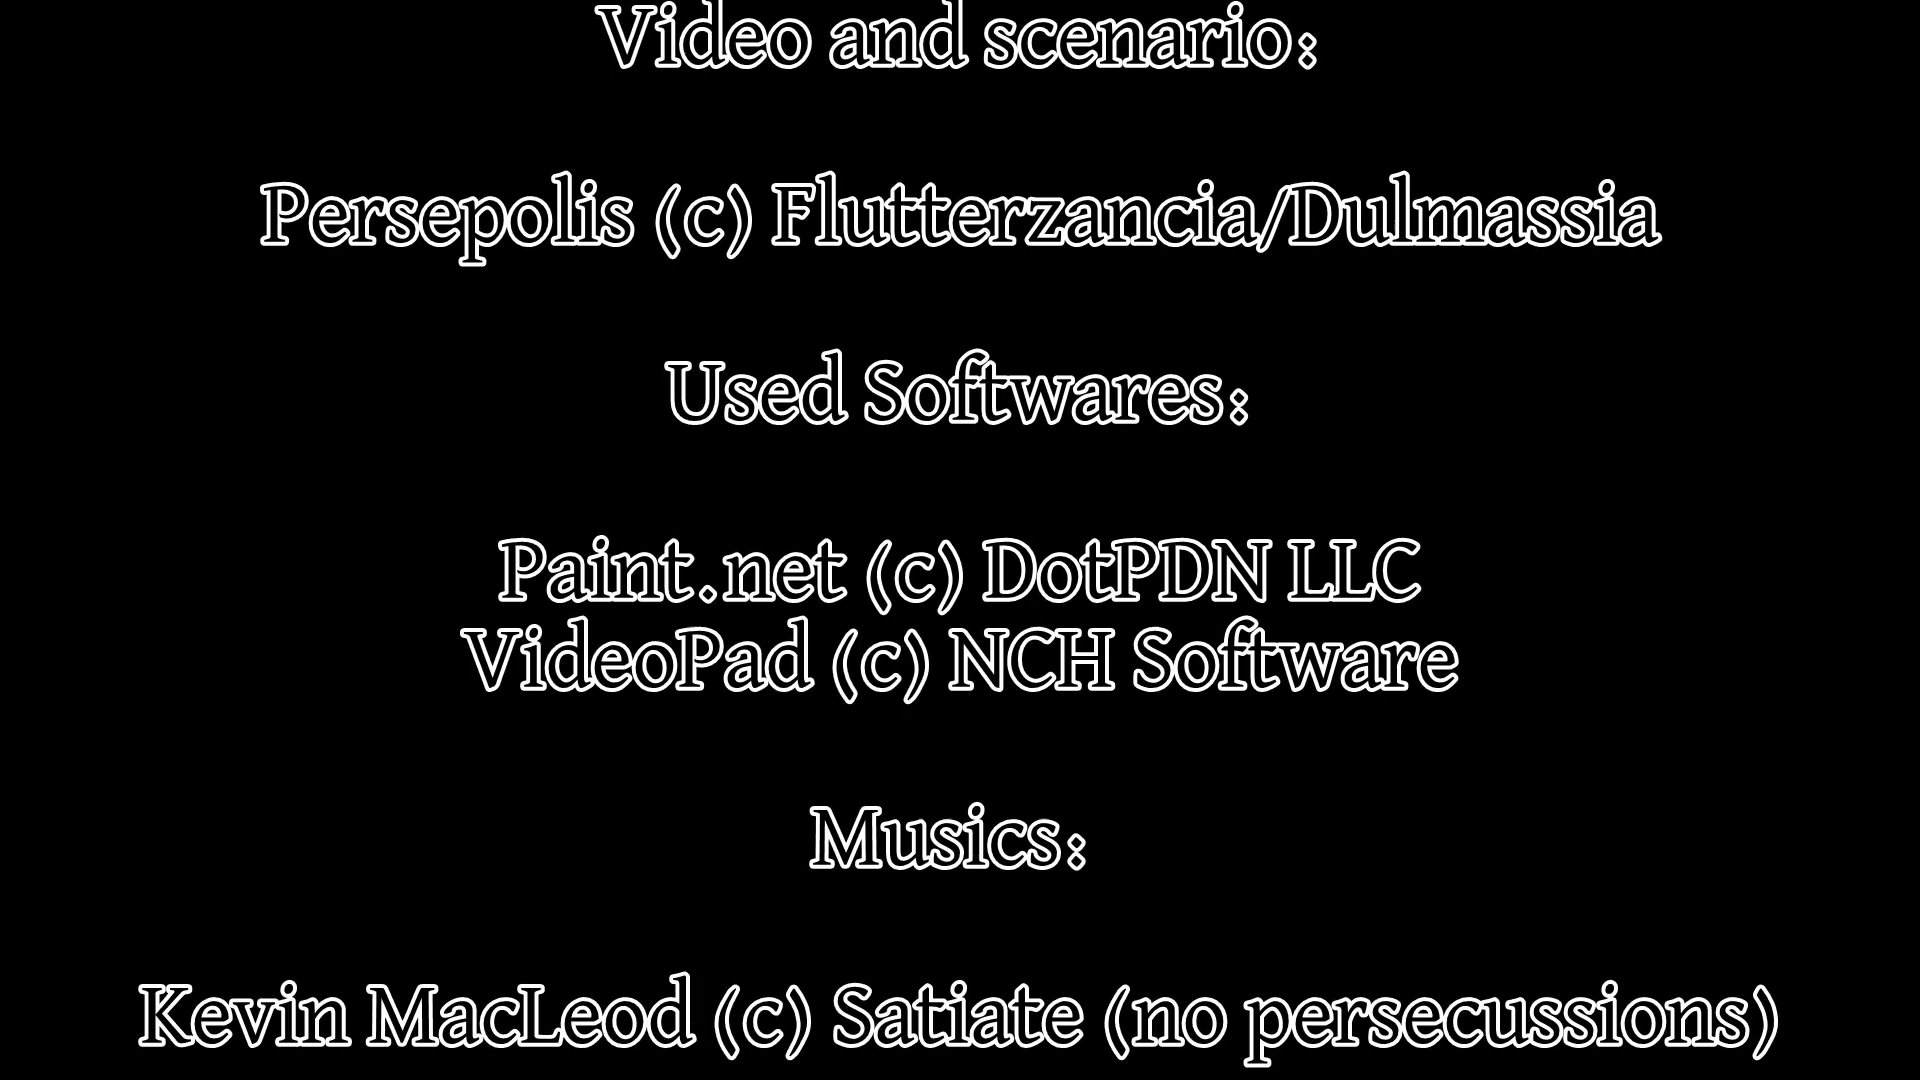 Video and scenario:
Persepolis (c) Flutterzancia/Dulmassia
Used Softwares:
Paint.net (c) DotPDN LLC
VideoPad (c) NCH Software
Musics:
Kevin MacLeod (c) Satiate (no persecussions)